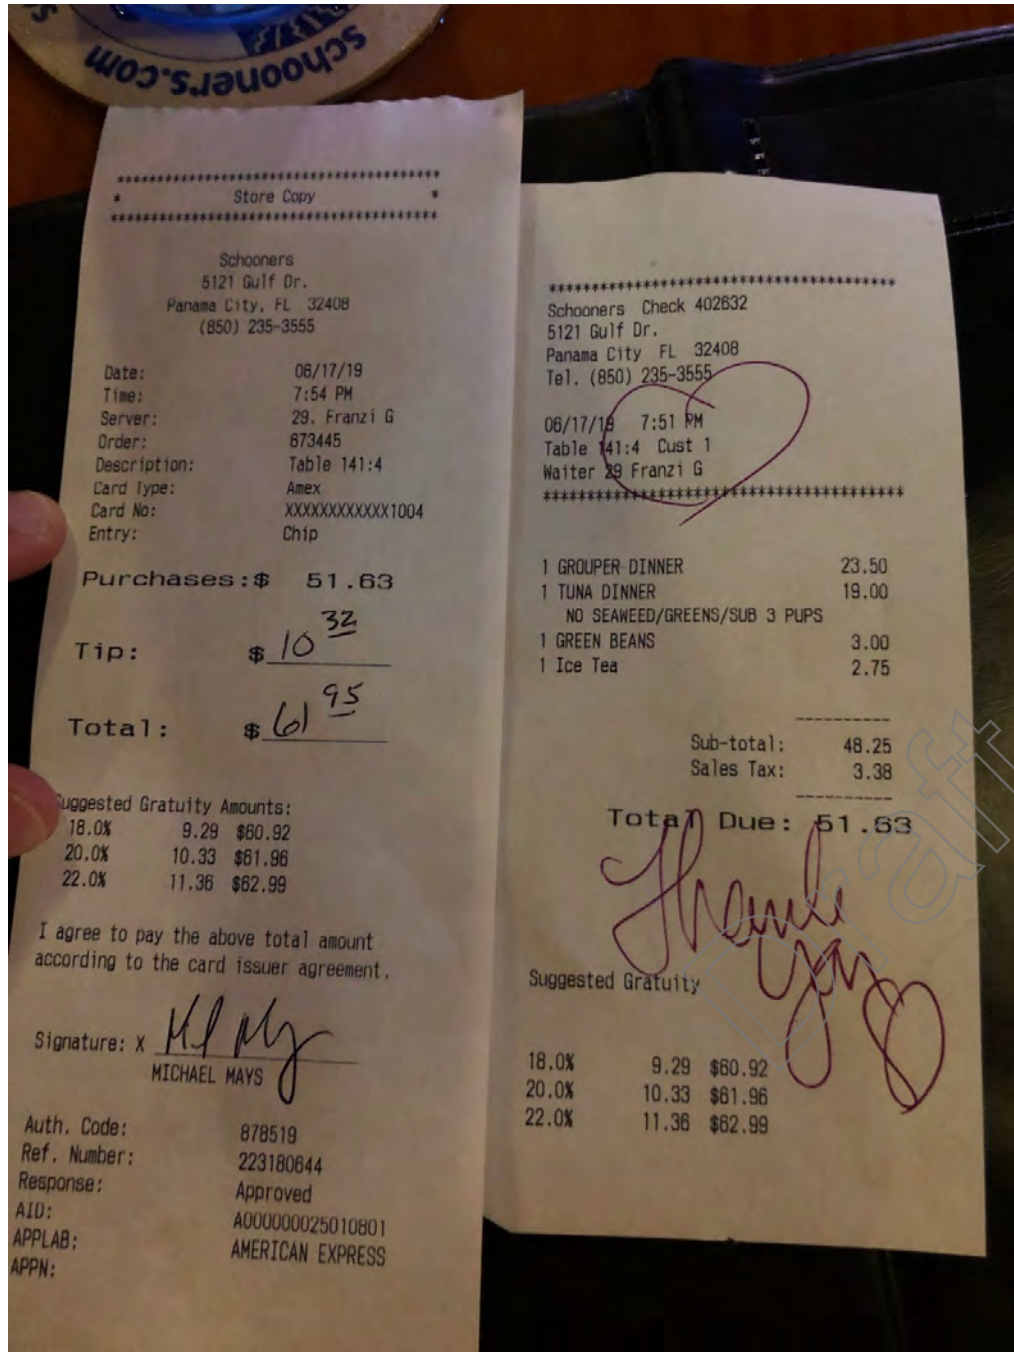 schooners.com
****************************************
* Store Copy *
****************************************
Schooners
5121 Gulf Dr.
Panama City, FL 32408
(850) 235-3555
Date: 06/17/19
Time: 7:54 PM
Server: 29, Franzi G
Order: 673445
Description: Table 141:4
Card Type: Amex
Card No: XXXXXXXXXXXX1004
Entry: Chip
Purchases:$ 51.63
Tip: $ 10 32
Total: $ 61 95
Suggested Gratuity Amounts:
18.0% 9.29 $60.92
20.0% 10.33 $61.96
22.0% 11.36 $62.99
I agree to pay the above total amount
according to the card issuer agreement.
Signature: X
MICHAEL MAYS
Auth. Code: 878519
Ref. Number: 223180644
Response: Approved
AID: A000000025010801
APPLAB: AMERICAN EXPRESS
APPN:
****************************************
Schooners Check 402632
5121 Gulf Dr.
Panama City FL 32408
Tel. (850) 235-3555
06/17/19 7:51 PM
Table 141:4 Cust 1
Waiter 29 Franzi G
****************************************
1 GROUPER DINNER 23.50
1 TUNA DINNER 19.00
NO SEAWEED/GREENS/SUB 3 PUPS
1 GREEN BEANS 3.00
1 Ice Tea 2.75
----------
Sub-total: 48.25
Sales Tax: 3.38
----------
Total Due: 51.63
Thank
you
Suggested Gratuity
18.0% 9.29 $60.92
20.0% 10.33 $61.96
22.0% 11.36 $62.99
Draft